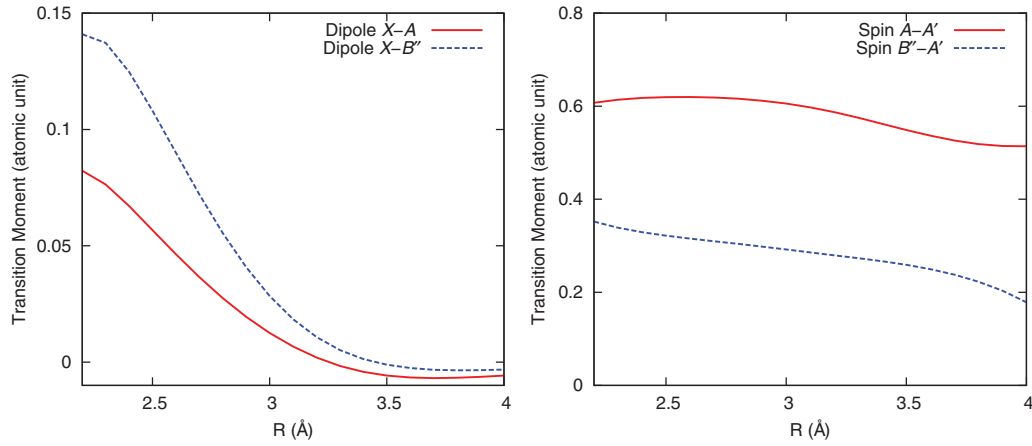 Transition Moment (atomic unit)
0.15
0.1
0.05
0
2.5
3
3.5
4
R (Å)
Dipole X–A
Dipole X–B″
Transition Moment (atomic unit)
0.8
0.6
0.4
0.2
0
2.5
3
3.5
4
R (Å)
Spin A–A′
Spin B″–A′